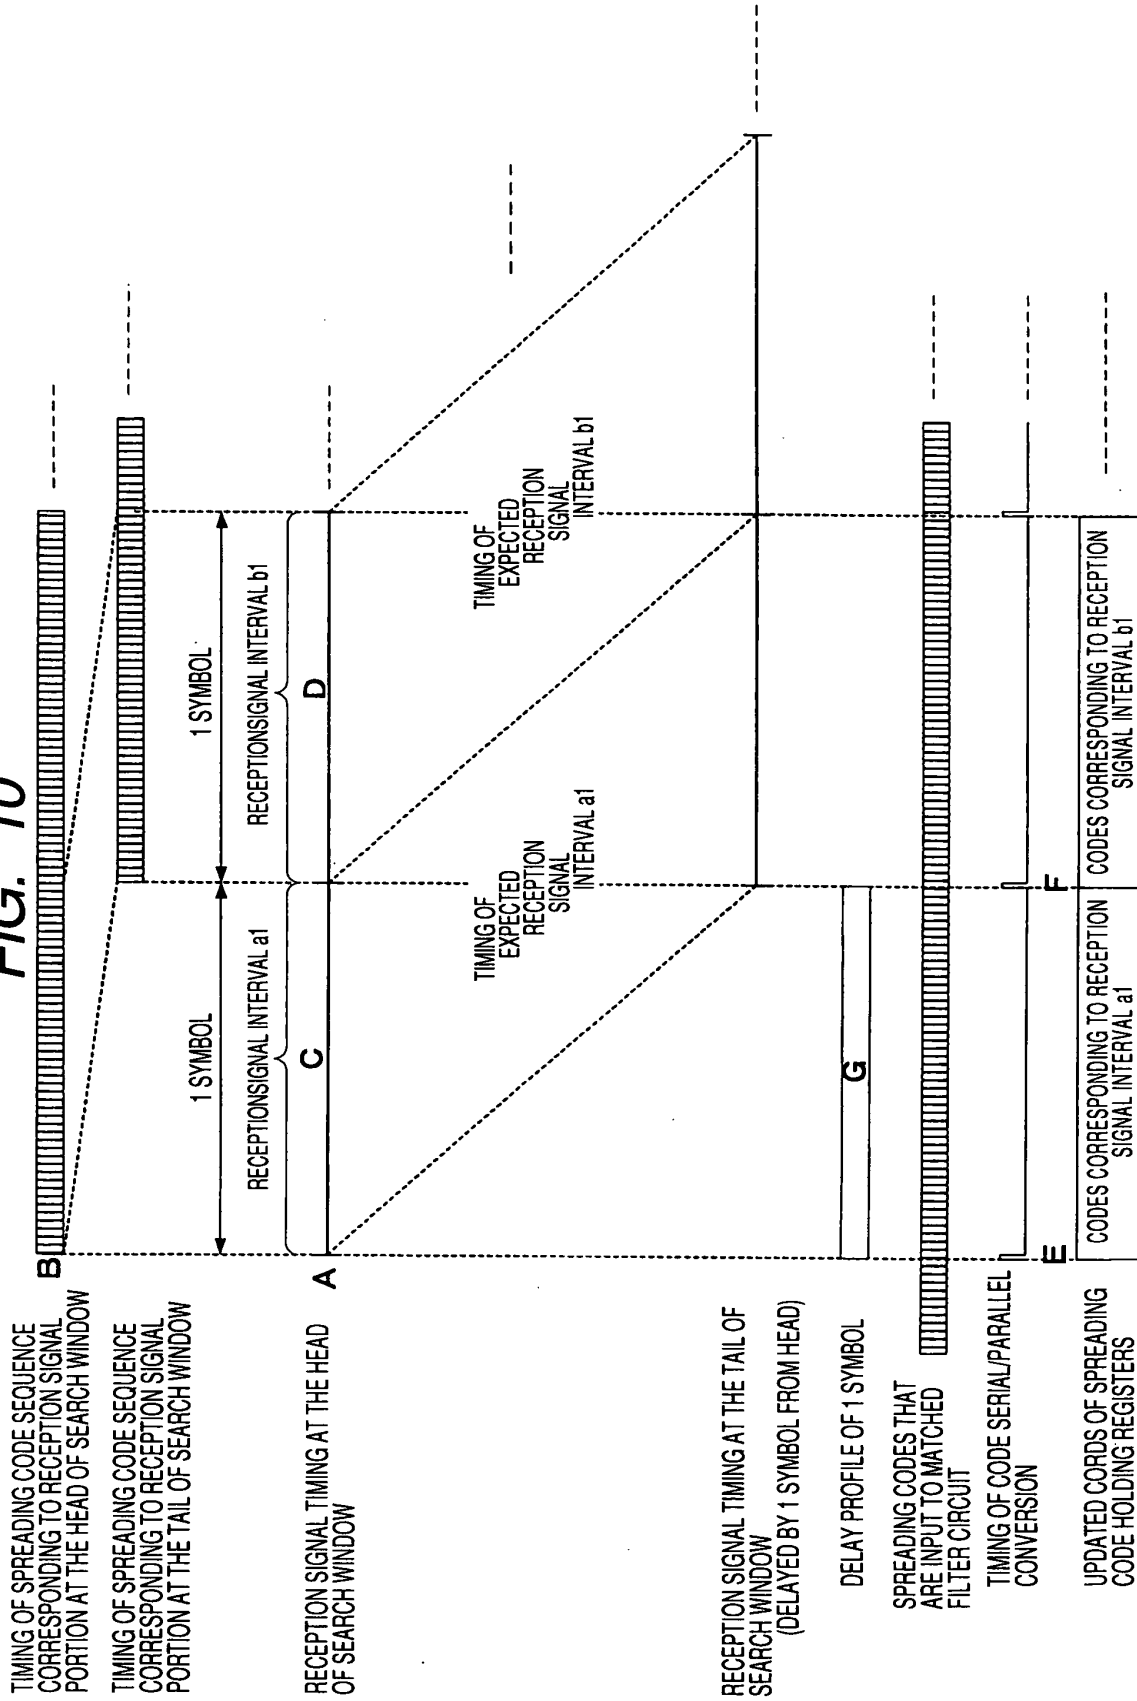 FIG. 10
TIMING OF SPREADING CODE SEQUENCE
CORRESPONDING TO RECEPTION SIGNAL
PORTION AT THE HEAD OF SEARCH WINDOW
B
TIMING OF SPREADING CODE SEQUENCE
CORRESPONDING TO RECEPTION SIGNAL
PORTION AT THE TAIL OF SEARCH WINDOW
1 SYMBOL
1 SYMBOL
RECEPTIONSIGNAL INTERVAL a1
RECEPTIONSIGNAL INTERVAL b1
RECEPTION SIGNAL TIMING AT THE HEAD
OF SEARCH WINDOW
A
C
D
TIMING OF
EXPECTED
RECEPTION
SIGNAL
INTERVAL a1
TIMING OF
EXPECTED
RECEPTION
SIGNAL
INTERVAL b1
RECEPTION SIGNAL TIMING AT THE TAIL OF
SEARCH WINDOW
(DELAYED BY 1 SYMBOL FROM HEAD)
DELAY PROFILE OF 1 SYMBOL
G
SPREADING CODES THAT
ARE INPUT TO MATCHED
FILTER CIRCUIT
TIMING OF CODE SERIAL/PARALLEL
CONVERSION
E
F
UPDATED CORDS OF SPREADING
CODE HOLDING REGISTERS
CODES CORRESPONDING TO RECEPTION
SIGNAL INTERVAL a1
CODES CORRESPONDING TO RECEPTION
SIGNAL INTERVAL b1